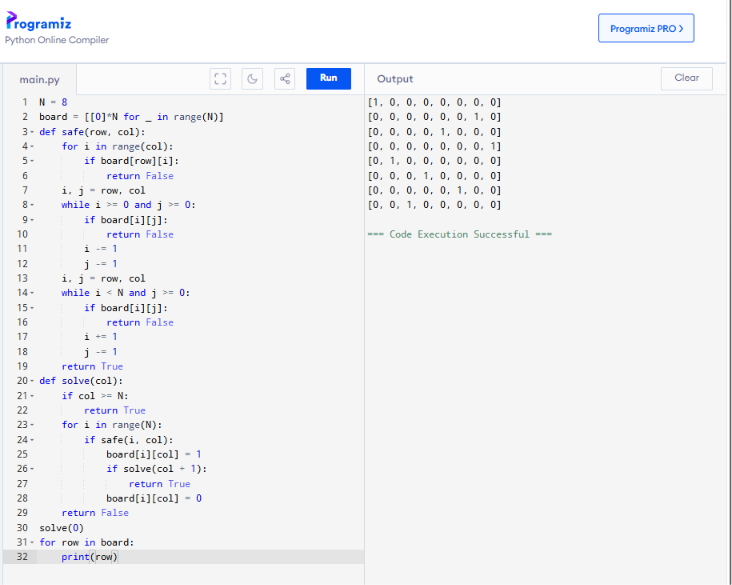 Programiz
Python Online Compiler
Programiz PRO >
main.py
Run
Output
Clear
1 N = 8
2 board = [[0]*N for _ in range(N)]
3 def safe(row, col):
4     for i in range(col):
5         if board[row][i]:
6             return False
7     i, j = row, col
8     while i >= 0 and j >= 0:
9         if board[i][j]:
10             return False
11         i -= 1
12         j -= 1
13     i, j = row, col
14     while i < N and j >= 0:
15         if board[i][j]:
16             return False
17         i += 1
18         j -= 1
19     return True
20 def solve(col):
21     if col >= N:
22         return True
23     for i in range(N):
24         if safe(i, col):
25             board[i][col] = 1
26             if solve(col + 1):
27                 return True
28             board[i][col] = 0
29     return False
30 solve(0)
31 for row in board:
32     print(row)
[1, 0, 0, 0, 0, 0, 0, 0]
[0, 0, 0, 0, 0, 0, 1, 0]
[0, 0, 0, 0, 1, 0, 0, 0]
[0, 0, 0, 0, 0, 0, 0, 1]
[0, 1, 0, 0, 0, 0, 0, 0]
[0, 0, 0, 1, 0, 0, 0, 0]
[0, 0, 0, 0, 0, 1, 0, 0]
[0, 0, 1, 0, 0, 0, 0, 0]
=== Code Execution Successful ===